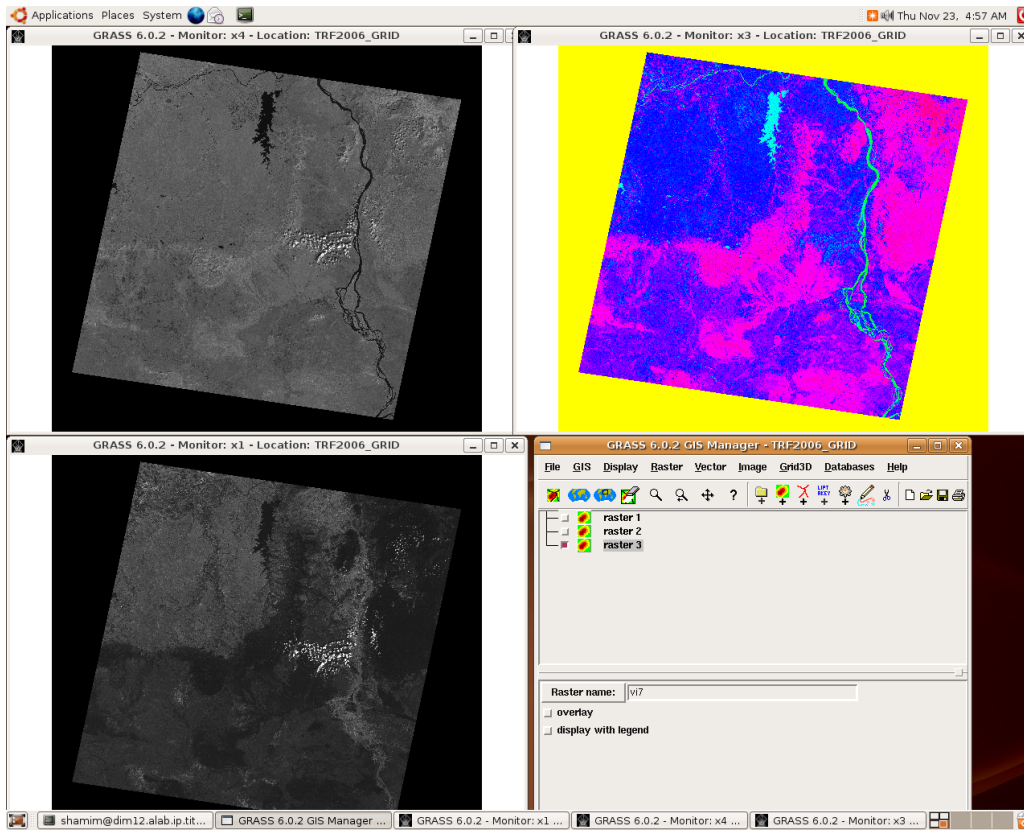 Applications Places System Thu Nov 23, 4:57 AM
GRASS 6.0.2 - Monitor: x4 - Location: TRF2006_GRID
GRASS 6.0.2 - Monitor: x3 - Location: TRF2006_GRID
GRASS 6.0.2 - Monitor: x1 - Location: TRF2006_GRID
GRASS 6.0.2 GIS Manager - TRF2006_GRID
File GIS Display Raster Vector Image Grid3D Databases Help
raster 1
raster 2
raster 3
Raster name: vi7
overlay
display with legend
shamim@dim12.alab.ip.tit... GRASS 6.0.2 GIS Manager ... GRASS 6.0.2 - Monitor: x1 ... GRASS 6.0.2 - Monitor: x4 ... GRASS 6.0.2 - Monitor: x3 ...